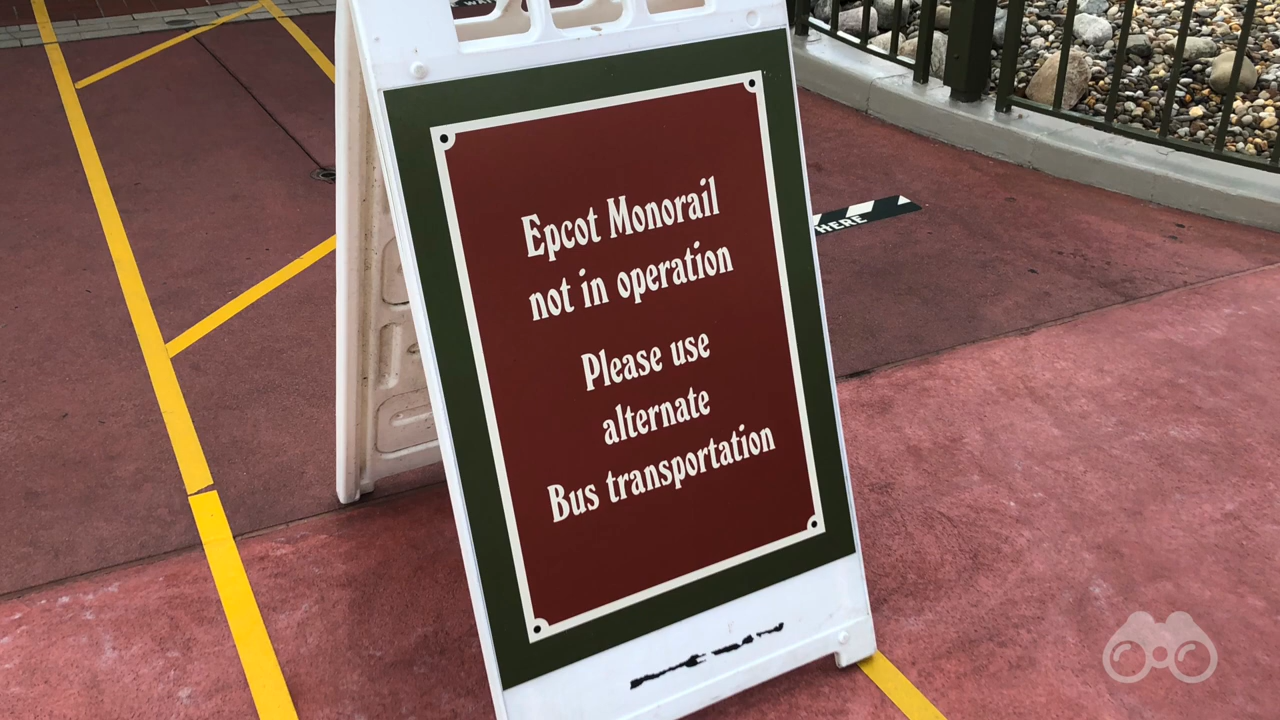 Epcot Monorail
not in operation
Please use
alternate
Bus transportation
HERE